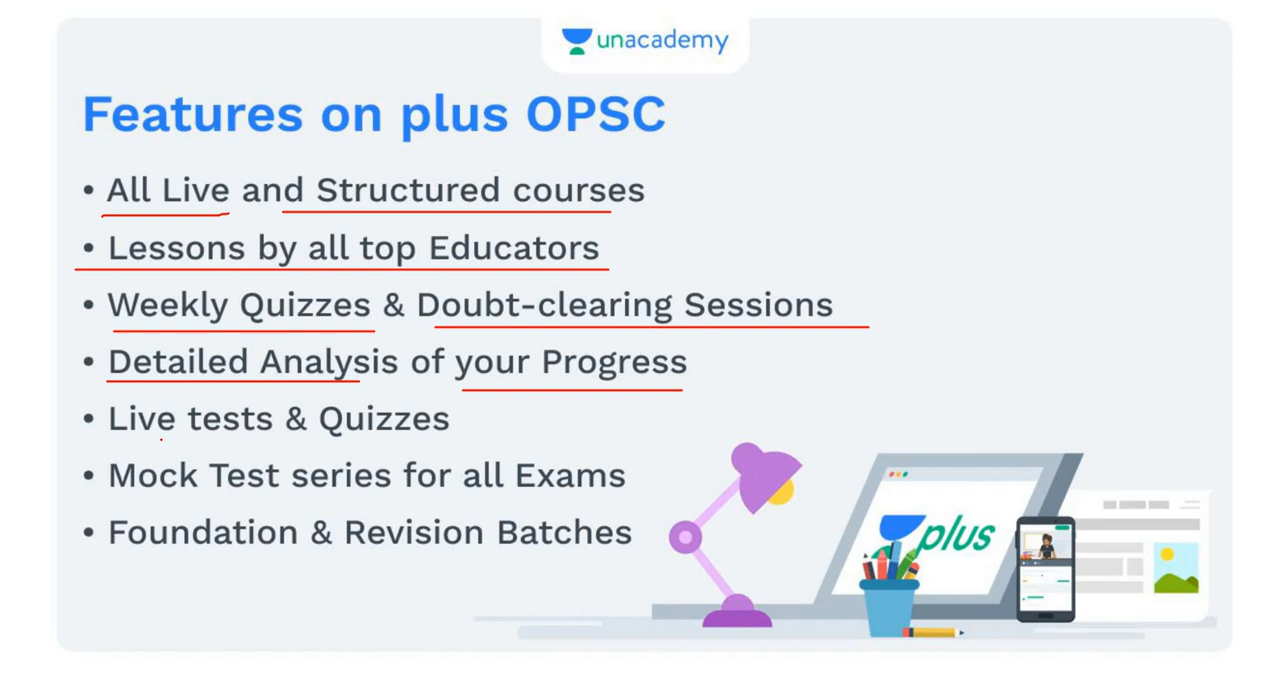 unacademy
Features on plus OPSC
• All Live and Structured courses
• Lessons by all top Educators
• Weekly Quizzes & Doubt-clearing Sessions
• Detailed Analysis of your Progress
• Live tests & Quizzes
• Mock Test series for all Exams
• Foundation & Revision Batches
plus